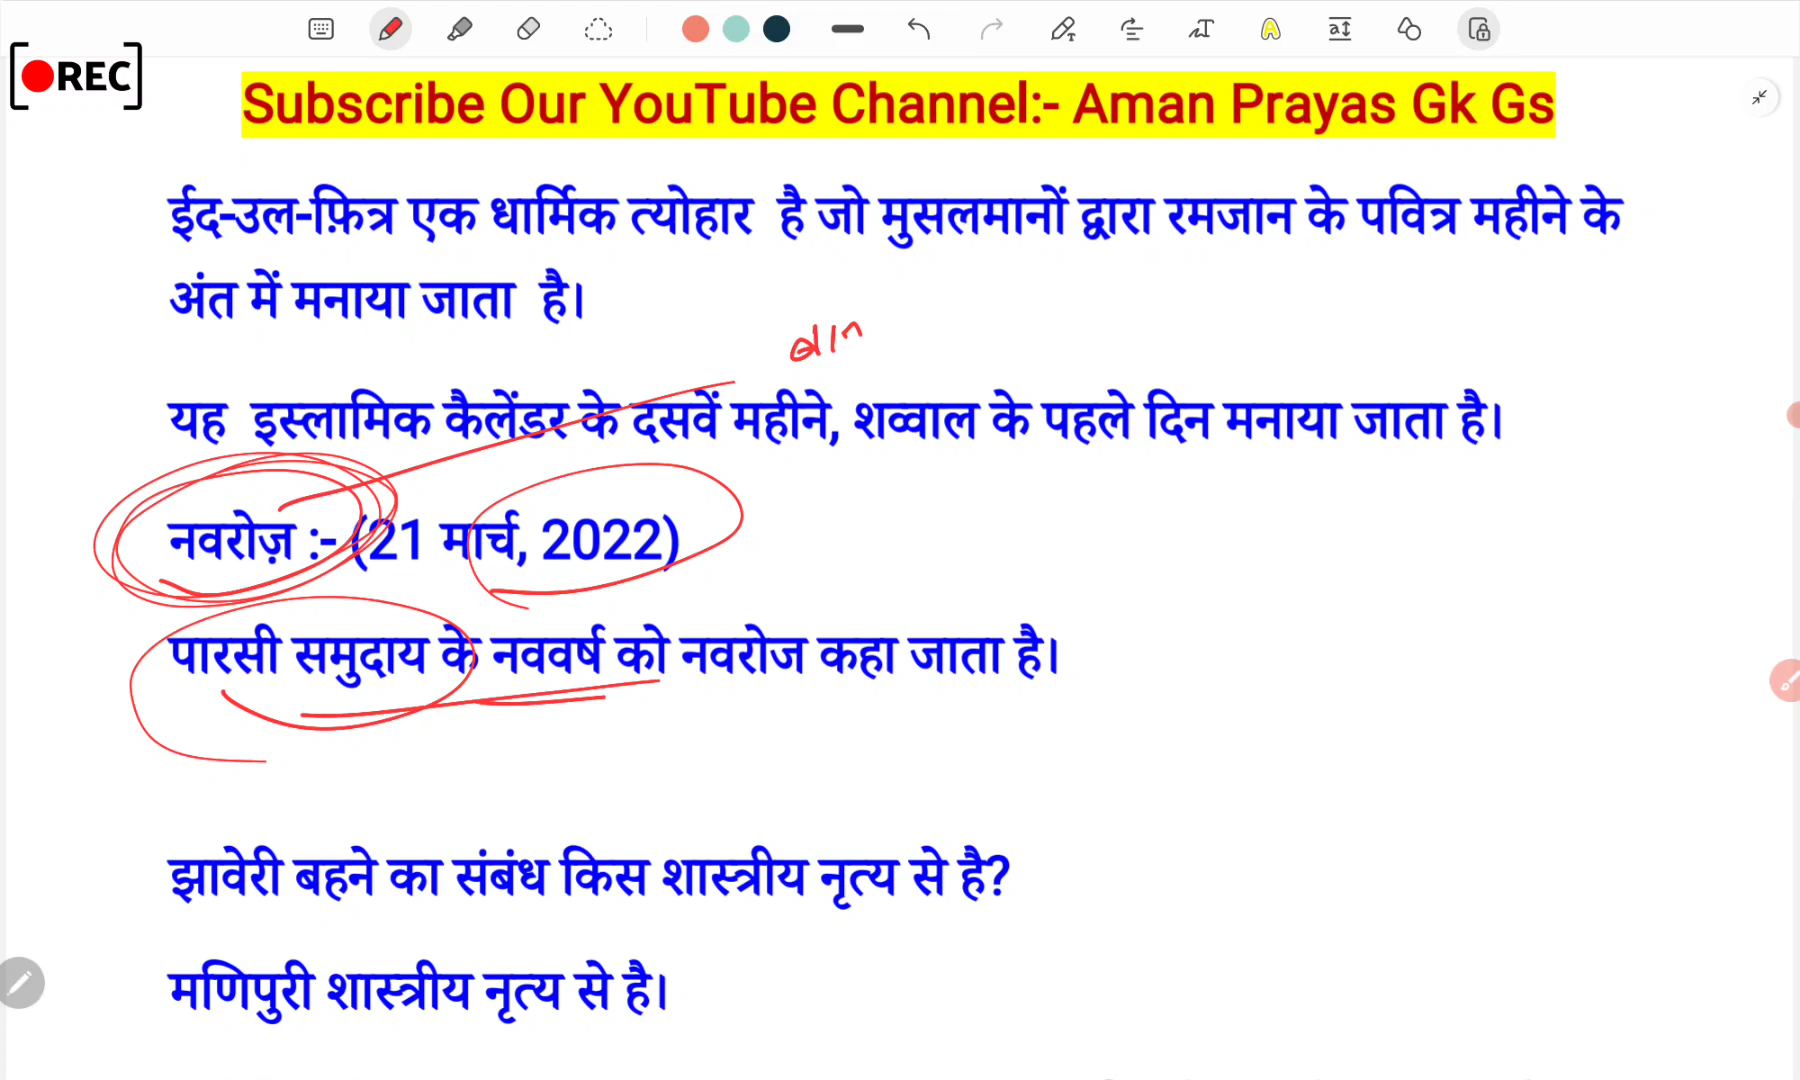 REC
Subscribe Our YouTube Channel:- Aman Prayas Gk Gs
ईद-उल-फ़ित्र एक धार्मिक त्योहार है जो मुसलमानों द्वारा रमजान के पवित्र महीने के
अंत में मनाया जाता है।
यह इस्लामिक कैलेंडर के दसवें महीने, शव्वाल के पहले दिन मनाया जाता है।
नवरोज़ :- (21 मार्च, 2022)
पारसी समुदाय के नववर्ष को नवरोज कहा जाता है।
झावेरी बहने का संबंध किस शास्त्रीय नृत्य से है?
मणिपुरी शास्त्रीय नृत्य से है।